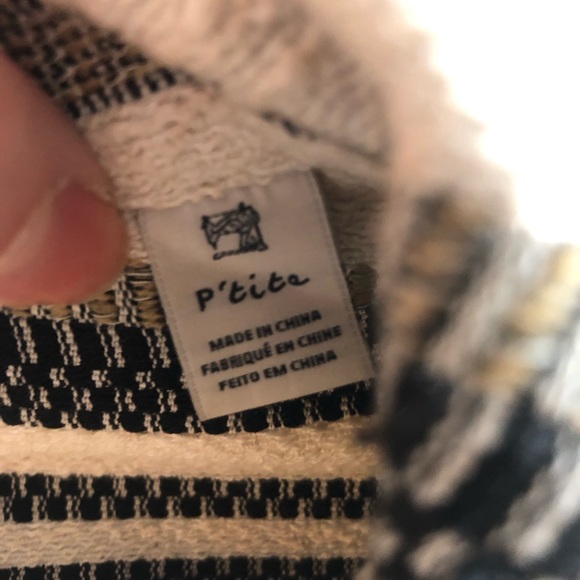 P'tite
MADE IN CHINA
FABRIQUÉ EN CHINE
FEITO EM CHINA